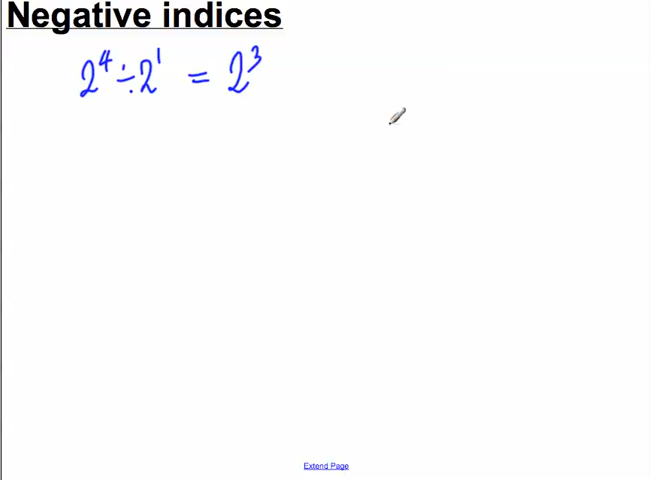 Negative indices
2⁴ ÷ 2¹ = 2³
Extend Page